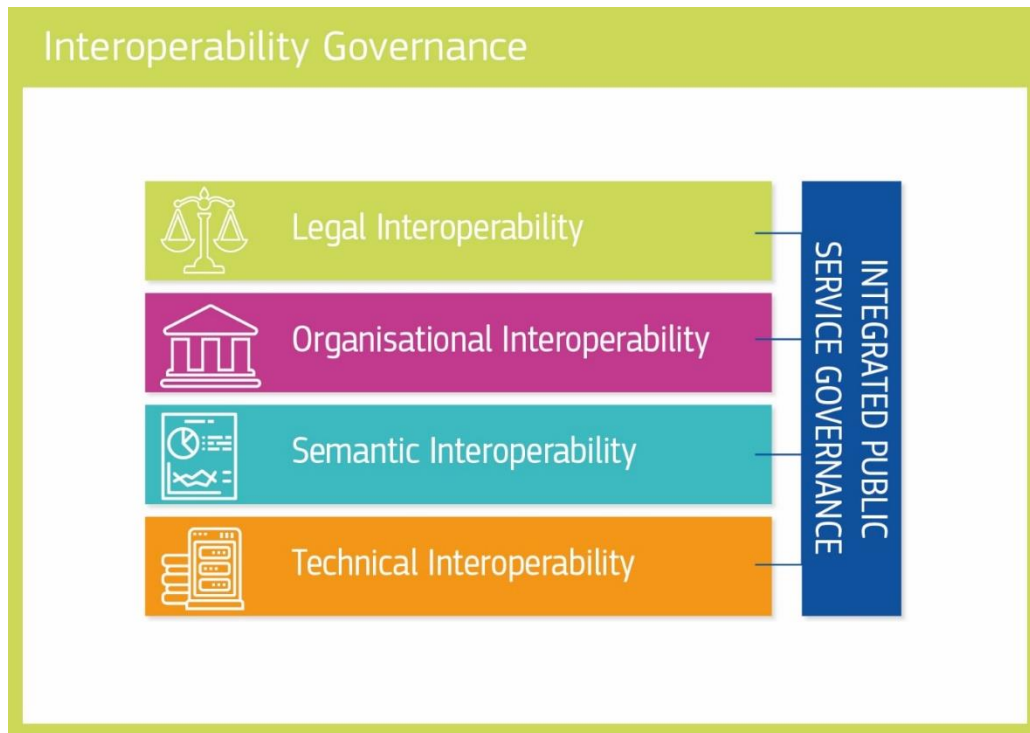 Interoperability Governance
Legal Interoperability
Organisational Interoperability
Semantic Interoperability
Technical Interoperability
INTEGRATED PUBLIC
SERVICE GOVERNANCE